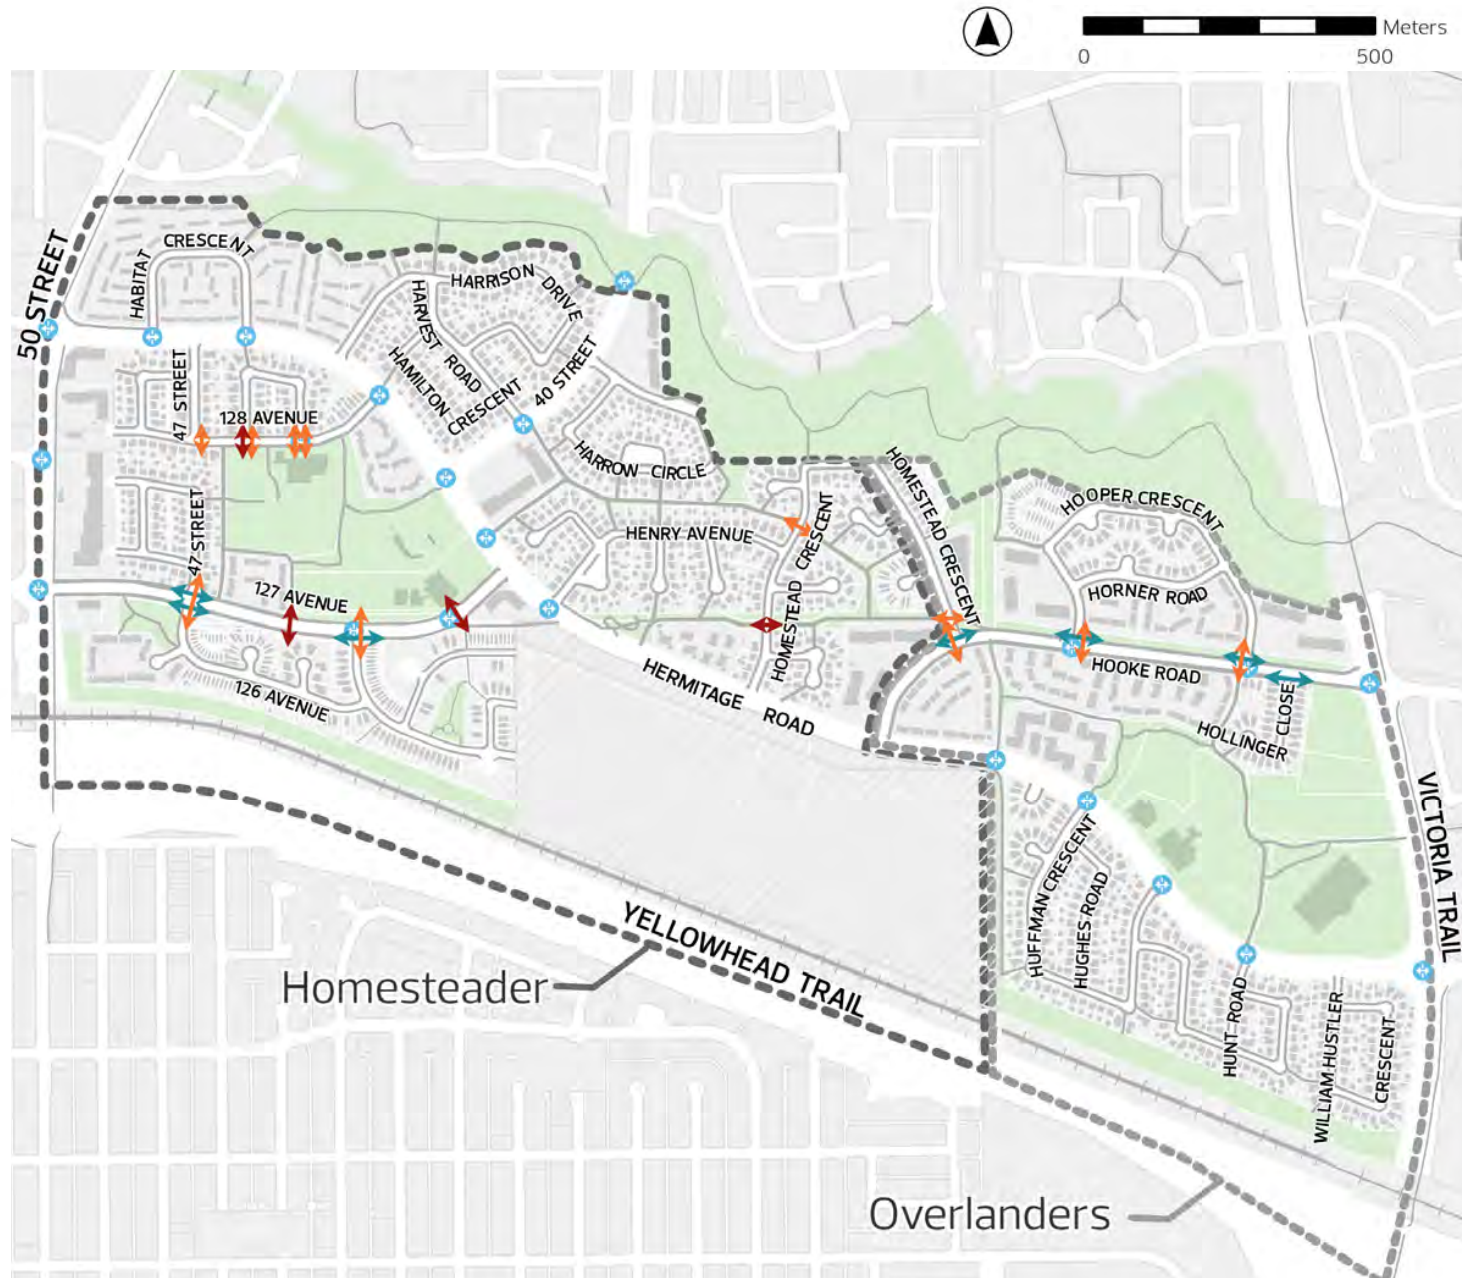 Meters
0 500
50 STREET
HABITAT
CRESCENT
HARRISON
DRIVE
HARVEST ROAD
HAMILTON
CRESCENT
40 STREET
47 STREET
128 AVENUE
HARROW CIRCLE
HENRY AVENUE
HOMESTEAD CRESCENT
HOMESTEAD CRESCENT
HOOPER CRESCENT
HORNER ROAD
47 STREET
127 AVENUE
126 AVENUE
HOMESTEAD CRESCENT
HERMITAGE ROAD
HOOKE ROAD
HOLLINGER
CLOSE
VICTORIA TRAIL
HUFFMAN CRESCENT
HUGHES ROAD
YELLOWHEAD TRAIL
Homesteader
HUNT ROAD
WILLIAM HUSTLER
CRESCENT
Overlanders